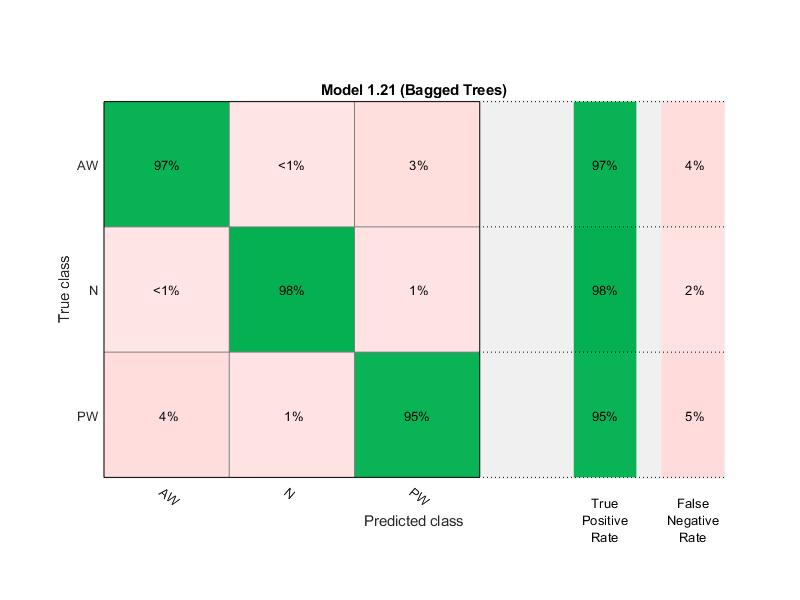 Model 1.21 (Bagged Trees)
AW 97% <1% 3% 97% 4%
N <1% 98% 1% 98% 2%
PW 4% 1% 95% 95% 5%
True class
AW N PW
Predicted class
True
Positive
Rate
False
Negative
Rate